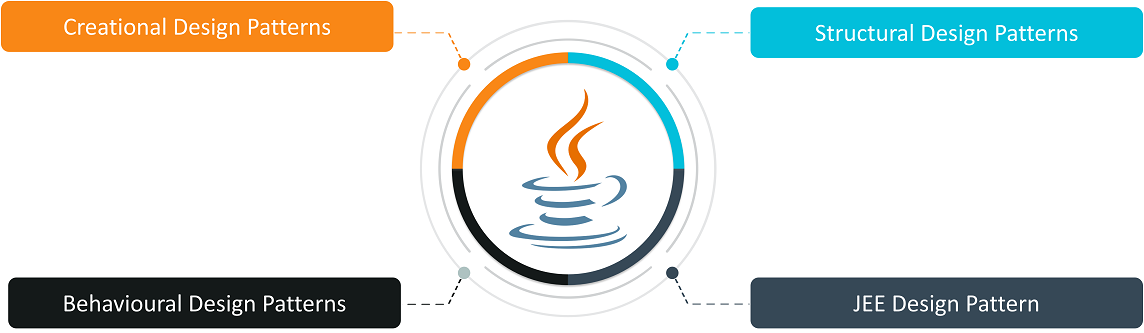 Creational Design Patterns
Structural Design Patterns
Behavioural Design Patterns
JEE Design Pattern